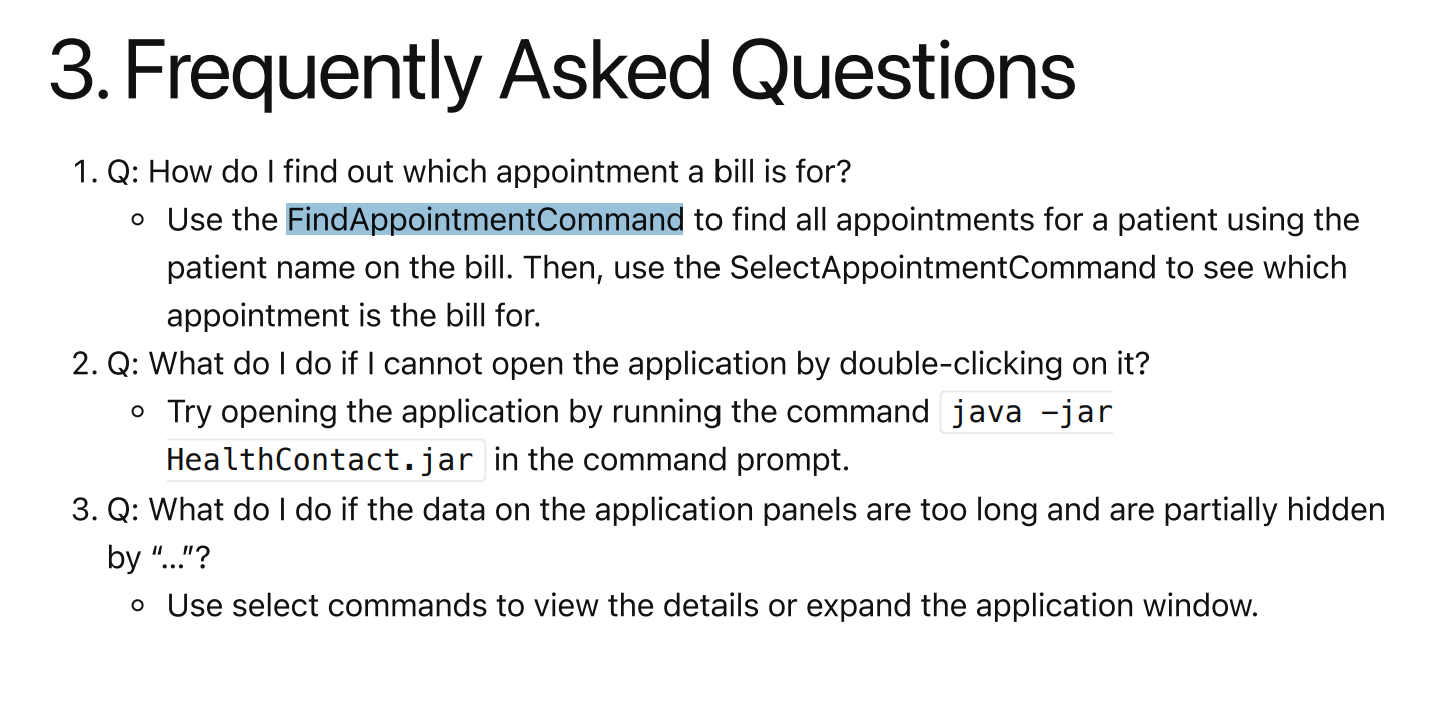 3. Frequently Asked Questions
1. Q: How do I find out which appointment a bill is for?
Use the FindAppointmentCommand to find all appointments for a patient using the
patient name on the bill. Then, use the SelectAppointmentCommand to see which
appointment is the bill for.
2. Q: What do I do if I cannot open the application by double-clicking on it?
Try opening the application by running the command java -jar
HealthContact.jar in the command prompt.
3. Q: What do I do if the data on the application panels are too long and are partially hidden
by “…”?
Use select commands to view the details or expand the application window.